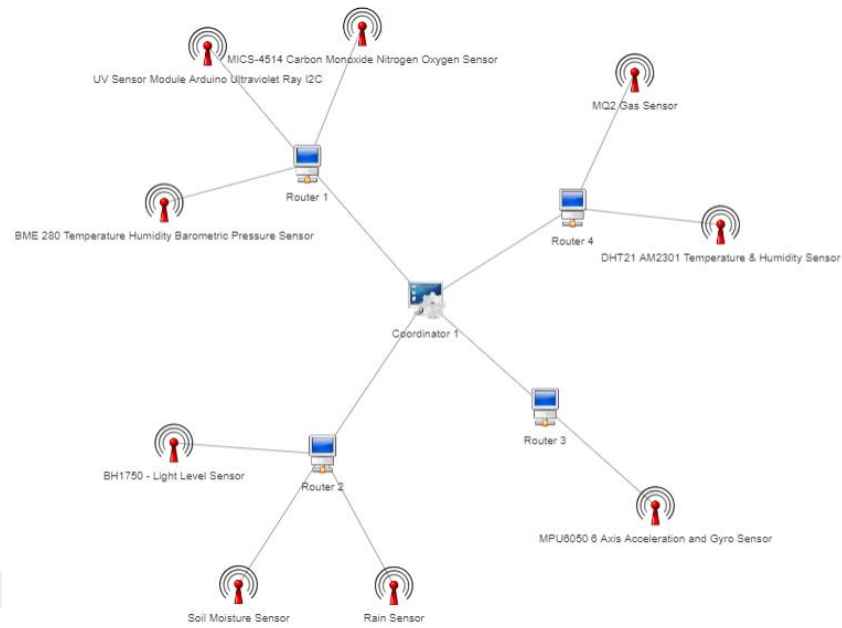 MICS-4514 Carbon Monoxide Nitrogen Oxygen Sensor
UV Sensor Module Arduino Ultraviolet Ray I2C
MQ2 Gas Sensor
Router 1
BME 280 Temperature Humidity Barometric Pressure Sensor
Router 4
DHT21 AM2301 Temperature & Humidity Sensor
Coordinator 1
Router 3
BH1750 - Light Level Sensor
Router 2
MPU6050 6 Axis Acceleration and Gyro Sensor
Soil Moisture Sensor
Rain Sensor